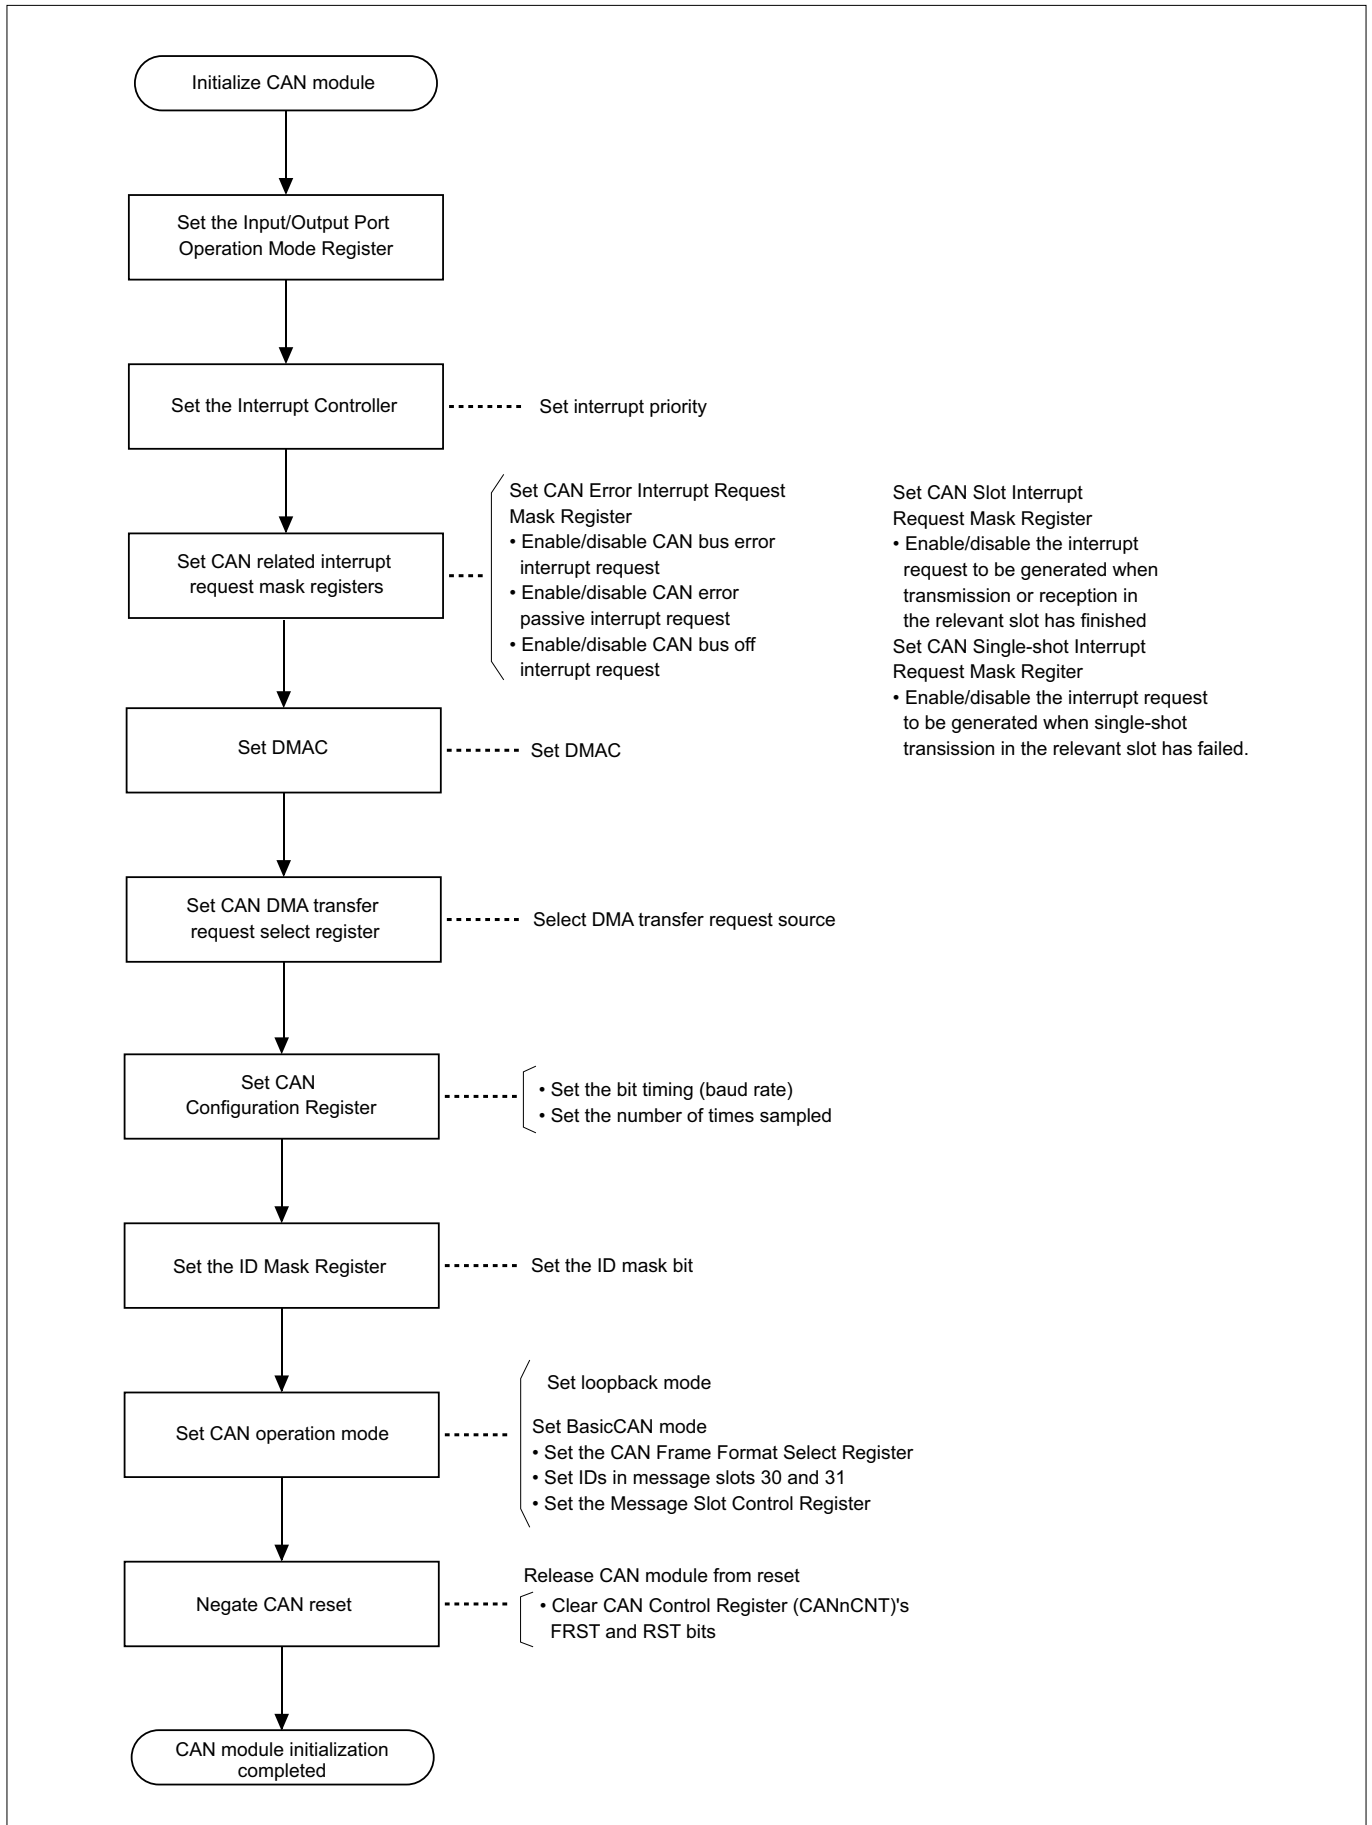 Initialize CAN module
Set the Input/Output Port
Operation Mode Register
Set the Interrupt Controller
Set interrupt priority
Set CAN related interrupt
request mask registers
Set CAN Error Interrupt Request
Mask Register
• Enable/disable CAN bus error
interrupt request
• Enable/disable CAN error
passive interrupt request
• Enable/disable CAN bus off
interrupt request
Set CAN Slot Interrupt
Request Mask Register
• Enable/disable the interrupt
request to be generated when
transmission or reception in
the relevant slot has finished
Set CAN Single-shot Interrupt
Request Mask Regiter
• Enable/disable the interrupt request
to be generated when single-shot
transission in the relevant slot has failed.
Set DMAC
Set DMAC
Set CAN DMA transfer
request select register
Select DMA transfer request source
Set CAN
Configuration Register
• Set the bit timing (baud rate)
• Set the number of times sampled
Set the ID Mask Register
Set the ID mask bit
Set CAN operation mode
Set loopback mode
Set BasicCAN mode
• Set the CAN Frame Format Select Register
• Set IDs in message slots 30 and 31
• Set the Message Slot Control Register
Negate CAN reset
Release CAN module from reset
• Clear CAN Control Register (CANnCNT)'s
FRST and RST bits
CAN module initialization
completed